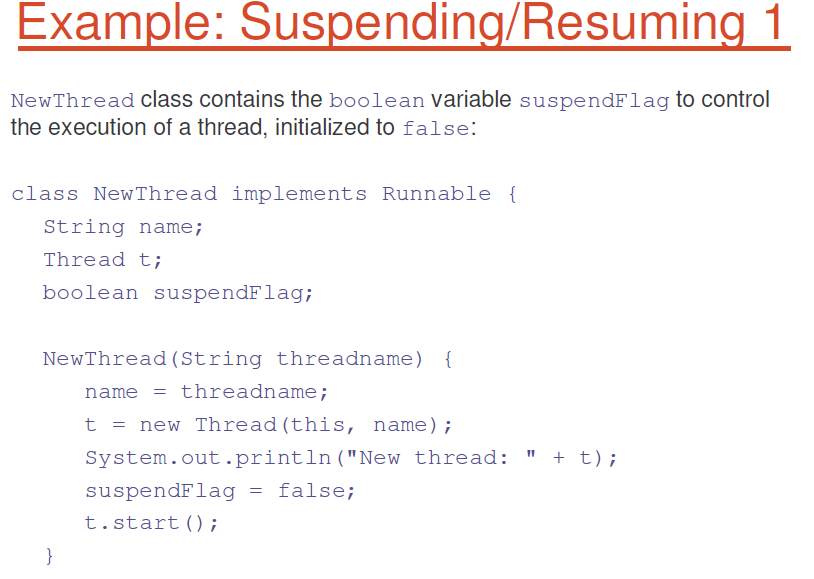 Example: Suspending/Resuming 1
NewThread class contains the boolean variable suspendFlag to control
the execution of a thread, initialized to false:
class NewThread implements Runnable {
String name;
Thread t;
boolean suspendFlag;
NewThread(String threadname) {
name = threadname;
t = new Thread(this, name);
System.out.println("New thread: " + t);
suspendFlag = false;
t.start();
}